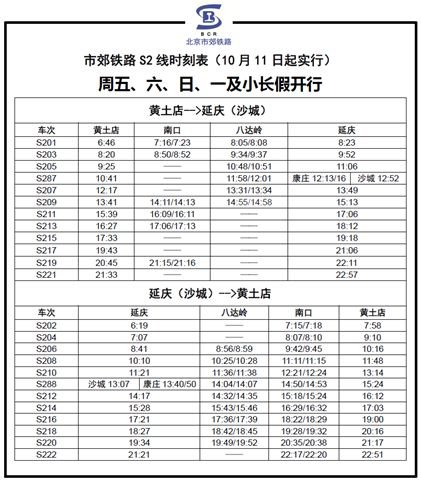 S
BCR
北京市郊铁路
市郊铁路 S2 线时刻表（10 月 11 日起实行）
周五、六、日、一及小长假开行
黄土店-->延庆（沙城）
车次 黄土店 南口 八达岭 延庆
S201 6:46 7:16/7:23 8:05/8:08 8:23
S203 8:20 8:50/8:52 9:34/9:37 9:52
S205 9:25 —— 10:48/10:51 11:06
S287 10:41 —— 11:58/12:01 康庄 12:13/16 沙城 12:52
S207 12:17 —— 13:31/13:34 13:49
S209 13:41 14:11/14:13 14:55/14:58 15:13
S211 15:39 16:09/16:11 —— 17:06
S213 16:27 17:06/17:13 —— 18:12
S215 17:33 —— —— 19:18
S217 19:43 —— —— 21:06
S219 20:45 21:15/21:16 —— 22:11
S221 21:33 —— —— 22:57
延庆（沙城）-->黄土店
车次 延庆 八达岭 南口 黄土店
S202 6:19 —— 7:15/7:18 7:58
S204 7:07 —— 8:07/8:10 9:10
S206 8:41 8:56/8:59 9:42/9:45 10:16
S208 10:10 10:25/10:28 11:11/11:15 11:48
S210 11:21 11:36/11:38 12:21/12:24 13:14
S288 沙城 13:07 康庄 13:40/50 14:04/14:07 14:50/14:53 15:24
S212 14:17 14:32/14:35 15:18/15:24 16:12
S214 15:28 15:43/15:46 16:29/16:32 17:03
S216 17:21 17:36/17:39 18:22/18:29 19:00
S218 18:27 18:42/18:45 19:28/19:32 20:16
S220 19:34 19:49/19:52 20:35/20:38 21:17
S222 21:21 —— 22:17/22:20 22:51